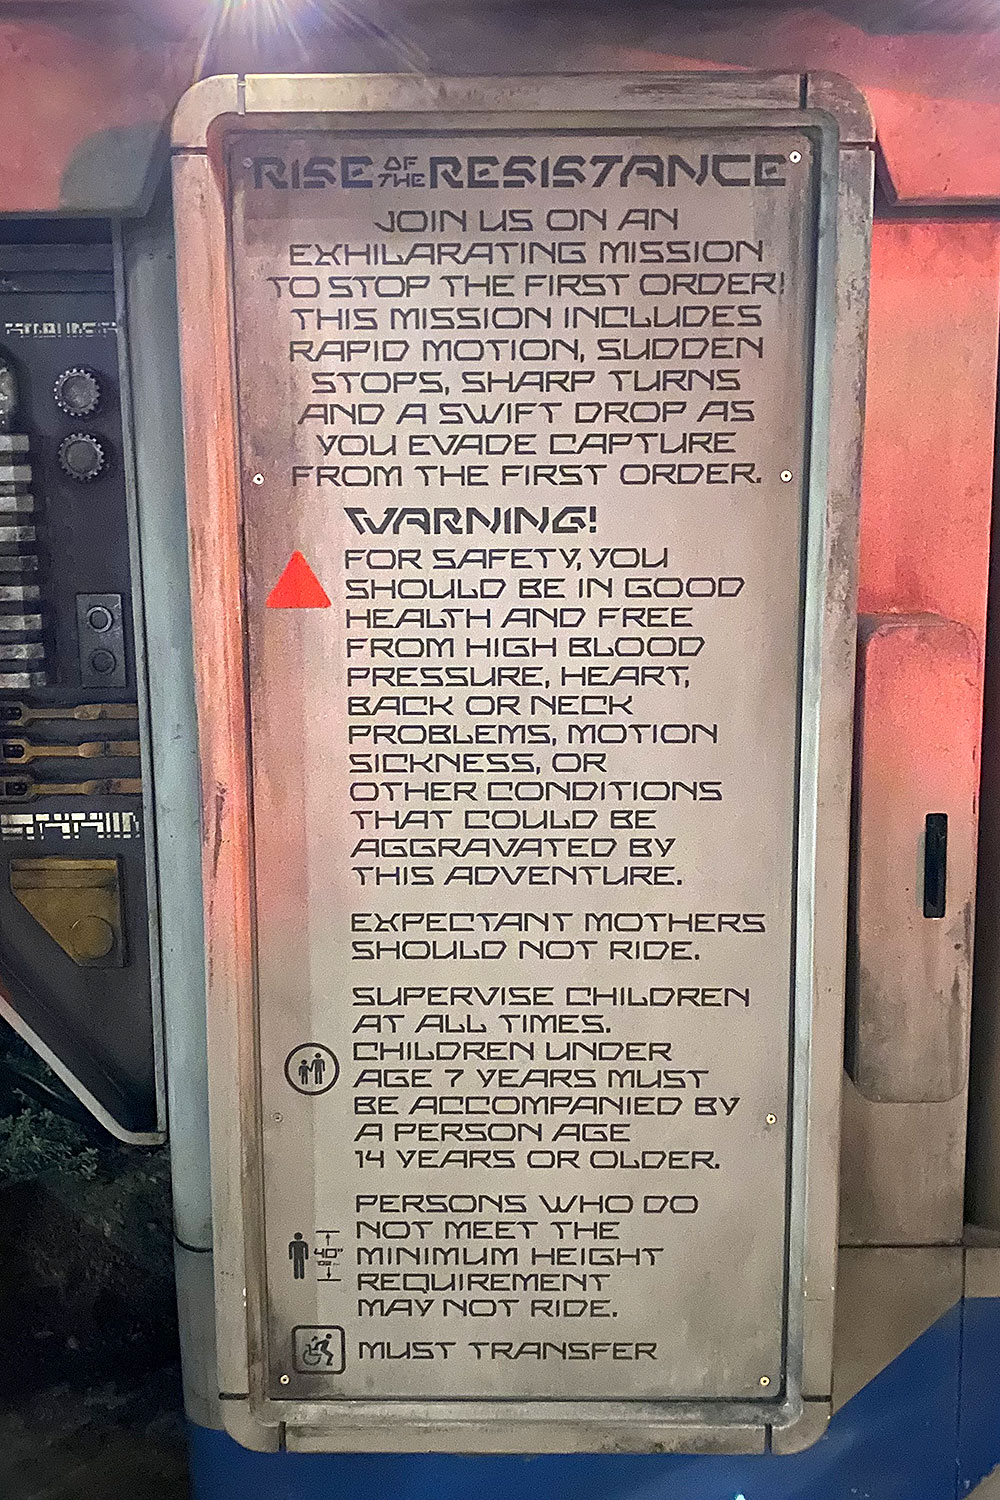 RISE OF THE RESISTANCE
JOIN US ON AN
EXHILARATING MISSION
TO STOP THE FIRST ORDER!
THIS MISSION INCLUDES
RAPID MOTION, SUDDEN
STOPS, SHARP TURNS
AND A SWIFT DROP AS
YOU EVADE CAPTURE
FROM THE FIRST ORDER.
WARNING!
FOR SAFETY, YOU
SHOULD BE IN GOOD
HEALTH AND FREE
FROM HIGH BLOOD
PRESSURE, HEART,
BACK OR NECK
PROBLEMS, MOTION
SICKNESS, OR
OTHER CONDITIONS
THAT COULD BE
AGGRAVATED BY
THIS ADVENTURE.
EXPECTANT MOTHERS
SHOULD NOT RIDE.
SUPERVISE CHILDREN
AT ALL TIMES.
CHILDREN UNDER
AGE 7 YEARS MUST
BE ACCOMPANIED BY
A PERSON AGE
14 YEARS OR OLDER.
PERSONS WHO DO
NOT MEET THE
MINIMUM HEIGHT
REQUIREMENT
MAY NOT RIDE.
40"
MUST TRANSFER